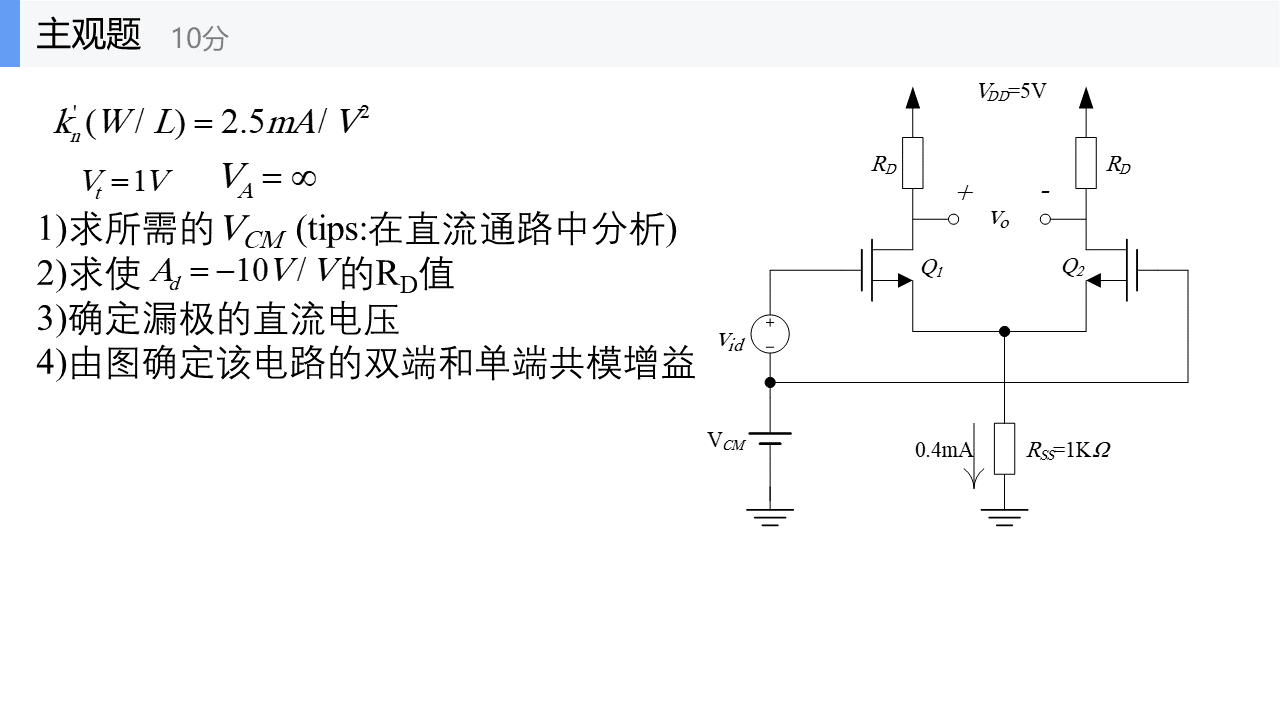 主观题 10分
k'n(W/ L) = 2.5mA/ V²
Vt =1V VA = ∞
1)求所需的 VCM (tips:在直流通路中分析)
2)求使 Ad = −10V/ V的RD值
3)确定漏极的直流电压
4)由图确定该电路的双端和单端共模增益
VDD=5V
RD
RD
+
Vo
-
Q1
Q2
Vid
+
−
VCM
0.4mA
RSS=1KΩ